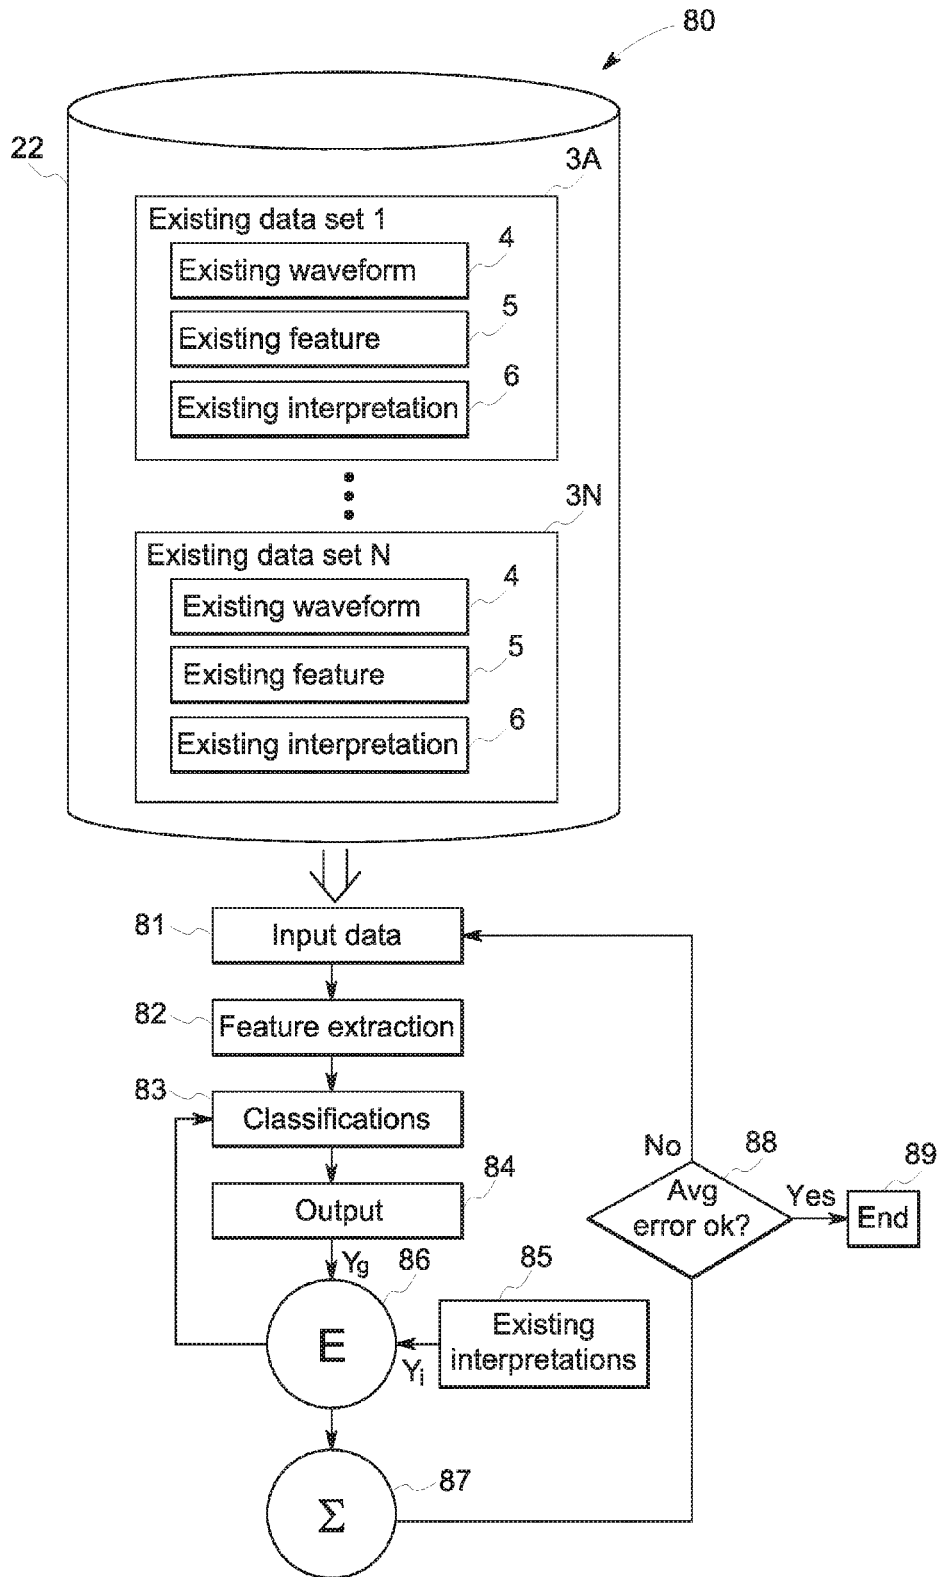 80
22
3A
Existing data set 1
4
Existing waveform
5
Existing feature
6
Existing interpretation
3N
Existing data set N
4
Existing waveform
5
Existing feature
6
Existing interpretation
81
Input data
82
Feature extraction
83
Classifications
84
Output
Yg
86
E
85
Existing
interpretations
Yi
87
Σ
No
88
Avg
error ok?
Yes
89
End